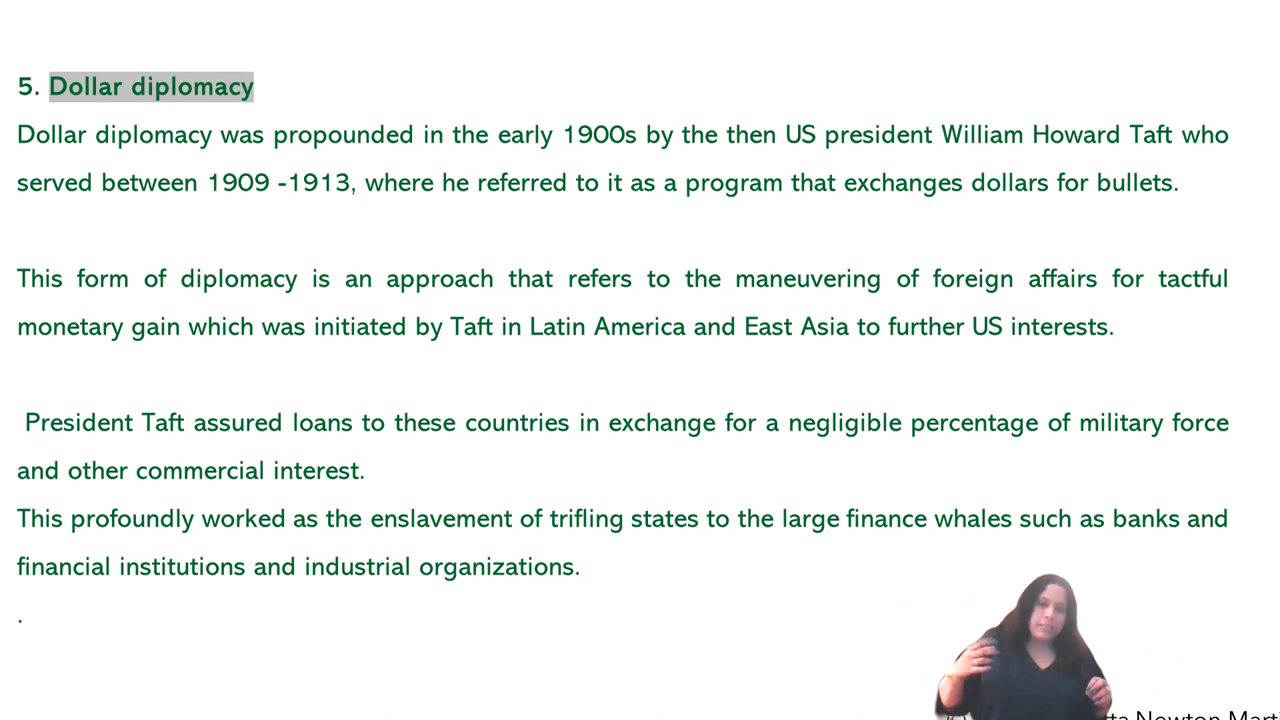 5. Dollar diplomacy
Dollar diplomacy was propounded in the early 1900s by the then US president William Howard Taft who
served between 1909 -1913, where he referred to it as a program that exchanges dollars for bullets.
This form of diplomacy is an approach that refers to the maneuvering of foreign affairs for tactful
monetary gain which was initiated by Taft in Latin America and East Asia to further US interests.
President Taft assured loans to these countries in exchange for a negligible percentage of military force
and other commercial interest.
This profoundly worked as the enslavement of trifling states to the large finance whales such as banks and
financial institutions and industrial organizations.
.
Newton